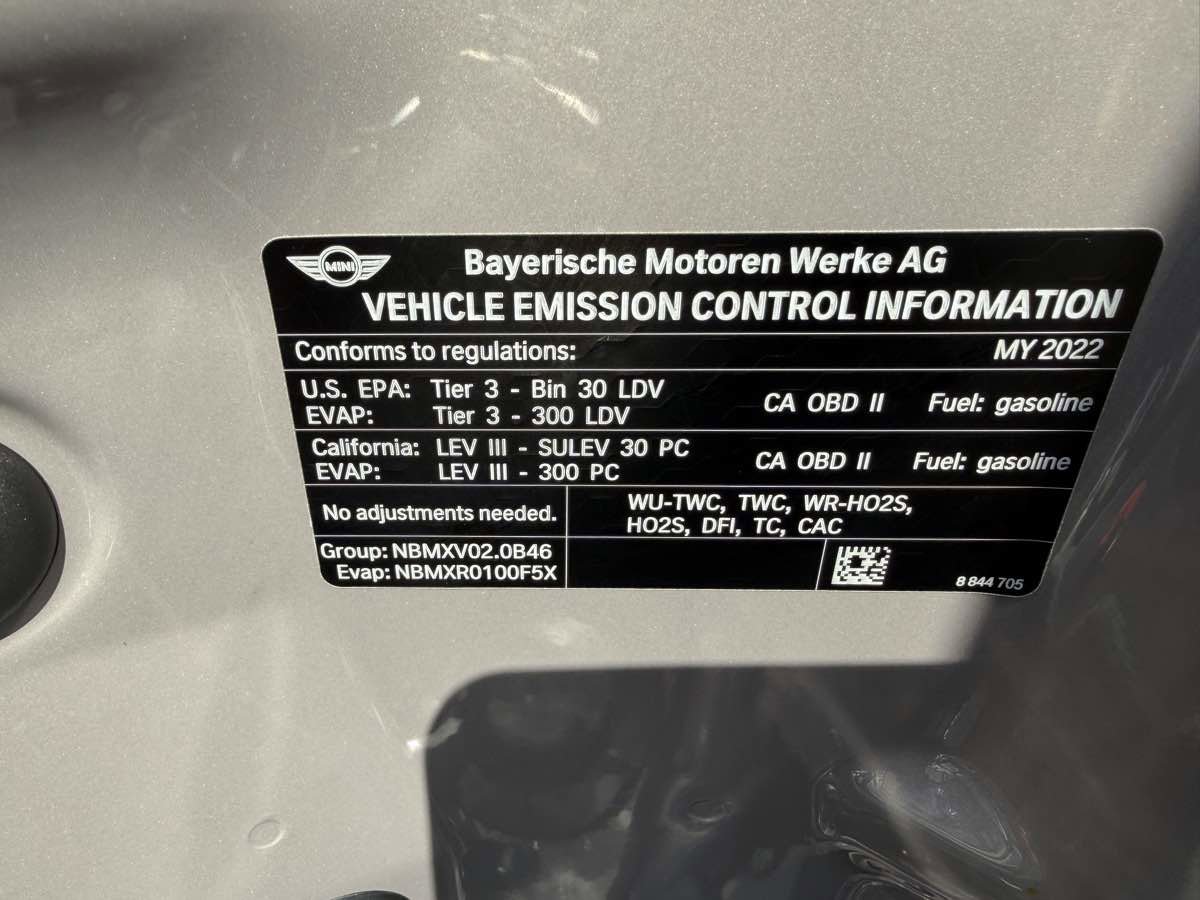 MINI
Bayerische Motoren Werke AG
VEHICLE EMISSION CONTROL INFORMATION
Conforms to regulations: MY 2022
U.S. EPA: Tier 3 - Bin 30 LDV
EVAP: Tier 3 - 300 LDV
CA OBD II Fuel: gasoline
California: LEV III - SULEV 30 PC
EVAP: LEV III - 300 PC
CA OBD II Fuel: gasoline
No adjustments needed.
WU-TWC, TWC, WR-HO2S,
HO2S, DFI, TC, CAC
Group: NBMXV02.0B46
Evap: NBMXR0100F5X
8 844 705